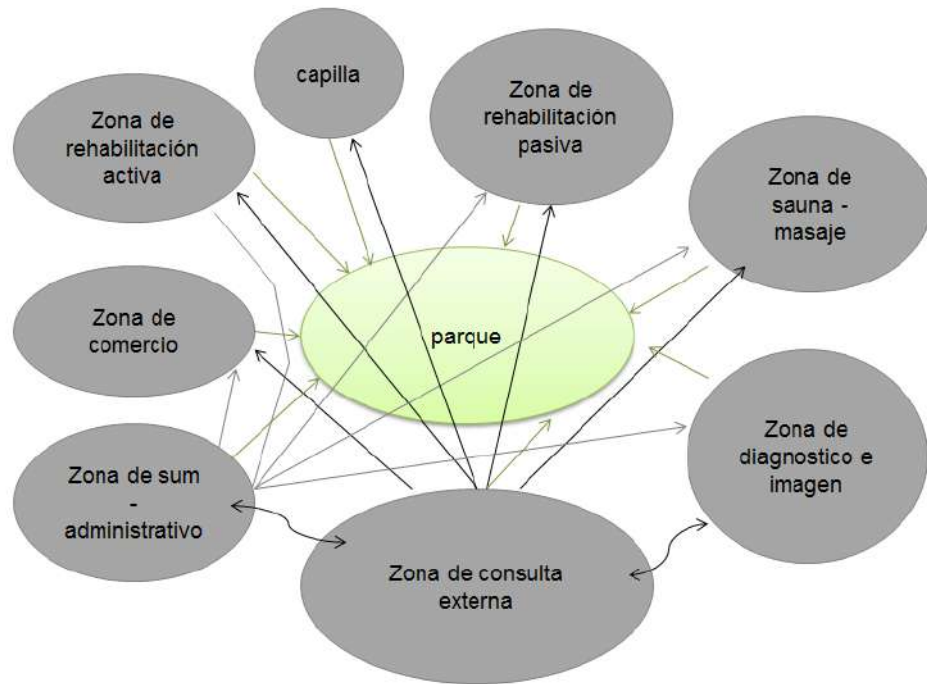 capilla
Zona de
rehabilitación
activa
Zona de
rehabilitación
pasiva
Zona de
sauna -
masaje
Zona de
comercio
parque
Zona de
diagnostico e
imagen
Zona de sum
-
administrativo
Zona de consulta
externa